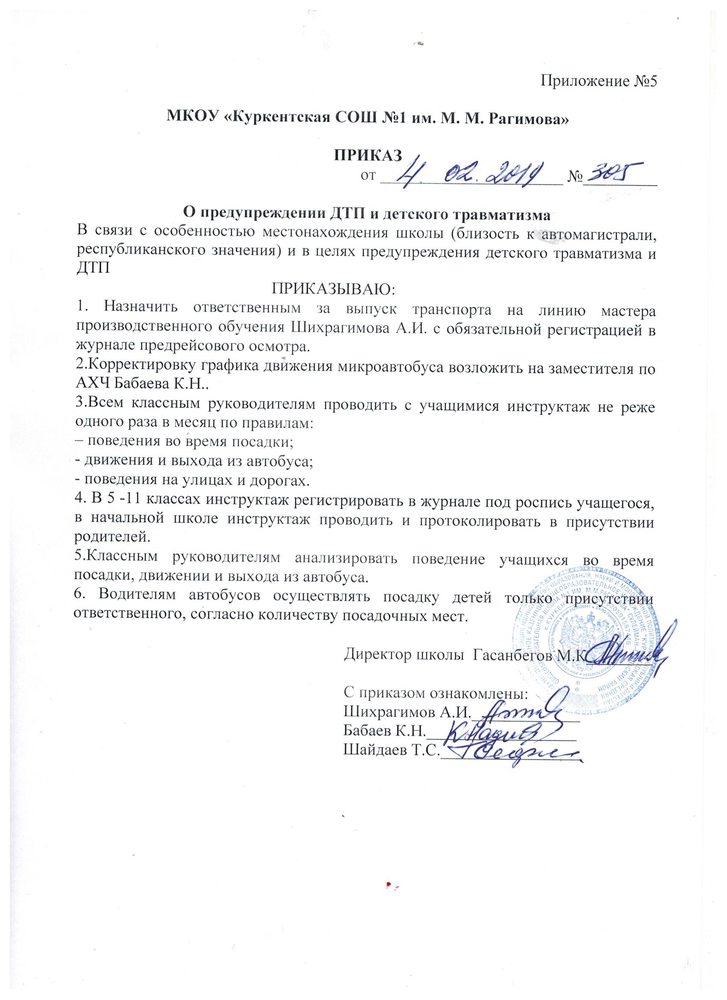 Приложение №5
МКОУ «Куркентская СОШ №1 им. М. М. Рагимова»
ПРИКАЗ
от 4. 02. 2019 № 305
О предупреждении ДТП и детского травматизма
В связи с особенностью местонахождения школы (близость к автомагистрали,
республиканского значения) и в целях предупреждения детского травматизма и
ДТП
ПРИКАЗЫВАЮ:
1. Назначить ответственным за выпуск транспорта на линию мастера
производственного обучения Шихрагимова А.И. с обязательной регистрацией в
журнале предрейсового осмотра.
2.Корректировку графика движения микроавтобуса возложить на заместителя по
АХЧ Бабаева К.Н..
3.Всем классным руководителям проводить с учащимися инструктаж не реже
одного раза в месяц по правилам:
– поведения во время посадки;
- движения и выхода из автобуса;
- поведения на улицах и дорогах.
4. В 5 -11 классах инструктаж регистрировать в журнале под роспись учащегося,
в начальной школе инструктаж проводить и протоколировать в присутствии
родителей.
5.Классным руководителям анализировать поведение учащихся во время
посадки, движении и выхода из автобуса.
6. Водителям автобусов осуществлять посадку детей только присутствии
ответственного, согласно количеству посадочных мест.
Директор школы Гасанбегов М.К
С приказом ознакомлены:
Шихрагимов А.И.
Бабаев К.Н.
Шайдаев Т.С.